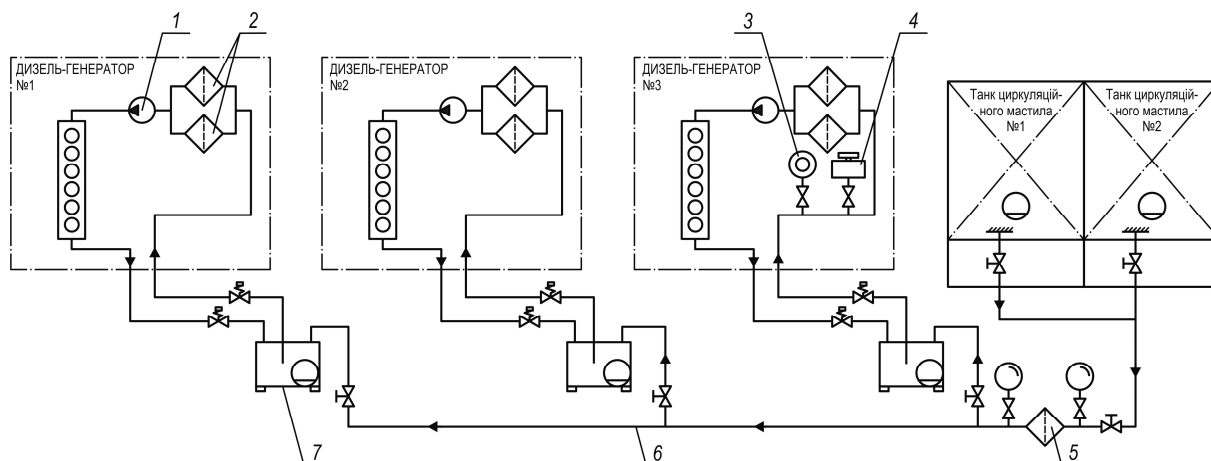 1
2
3
4
ДИЗЕЛЬ-ГЕНЕРАТОР
№1
ДИЗЕЛЬ-ГЕНЕРАТОР
№2
ДИЗЕЛЬ-ГЕНЕРАТОР
№3
Танк циркуляцій-
ного мастила
№1
Танк циркуляцій-
ного мастила
№2
7
6
5